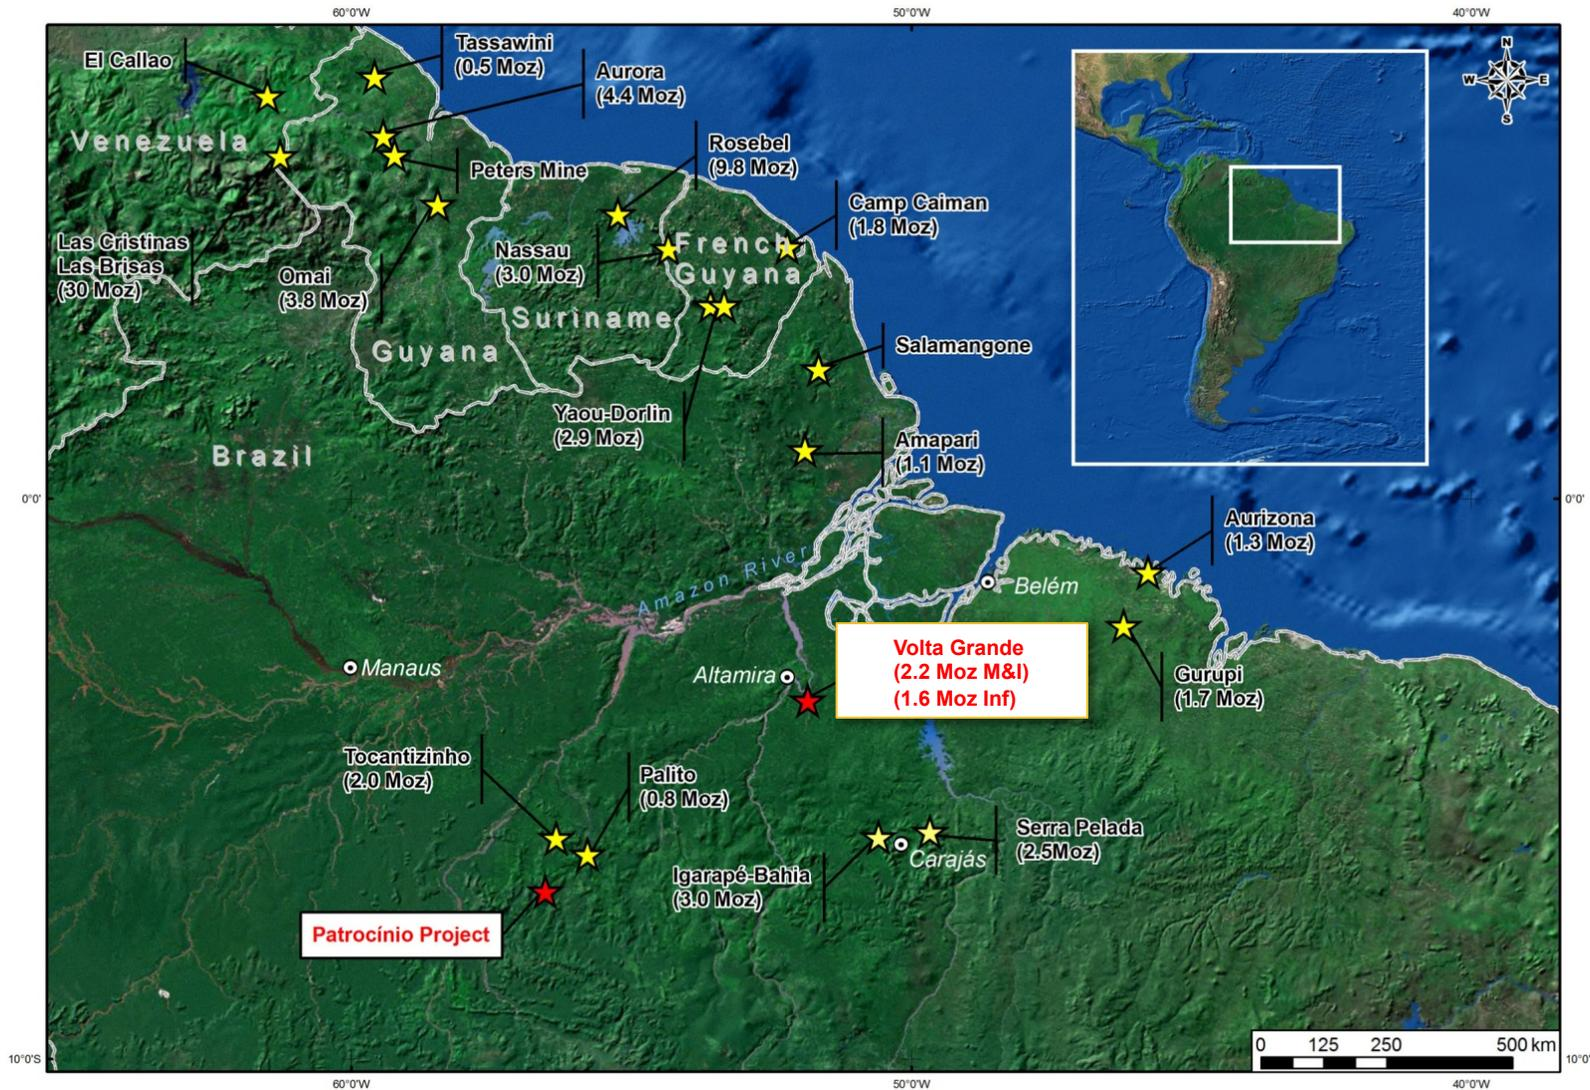 60°0'W
50°0'W
40°0'W
El Callao
Tassawini
(0.5 Moz)
Aurora
(4.4 Moz)
N
W
E
S
Venezuela
Peters Mine
Rosebel
(9.8 Moz)
Camp Caiman
(1.8 Moz)
Las Cristinas
Las Brisas
(30 Moz)
Omai
(3.8 Moz)
Nassau
(3.0 Moz)
French
Guyana
Suriname
Guyana
Salamangone
Yaou-Dorlin
(2.9 Moz)
Amapari
(1.1 Moz)
Brazil
0°0'
0°0'
Aurizona
(1.3 Moz)
Amazon River
Belém
Manaus
Altamira
Volta Grande
(2.2 Moz M&I)
(1.6 Moz Inf)
Gurupi
(1.7 Moz)
Tocantizinho
(2.0 Moz)
Palito
(0.8 Moz)
Igarapé-Bahia
(3.0 Moz)
Carajás
Serra Pelada
(2.5Moz)
Patrocínio Project
0 125 250 500 km
10°0'S
10°0'
60°0'W
50°0'W
40°0'W